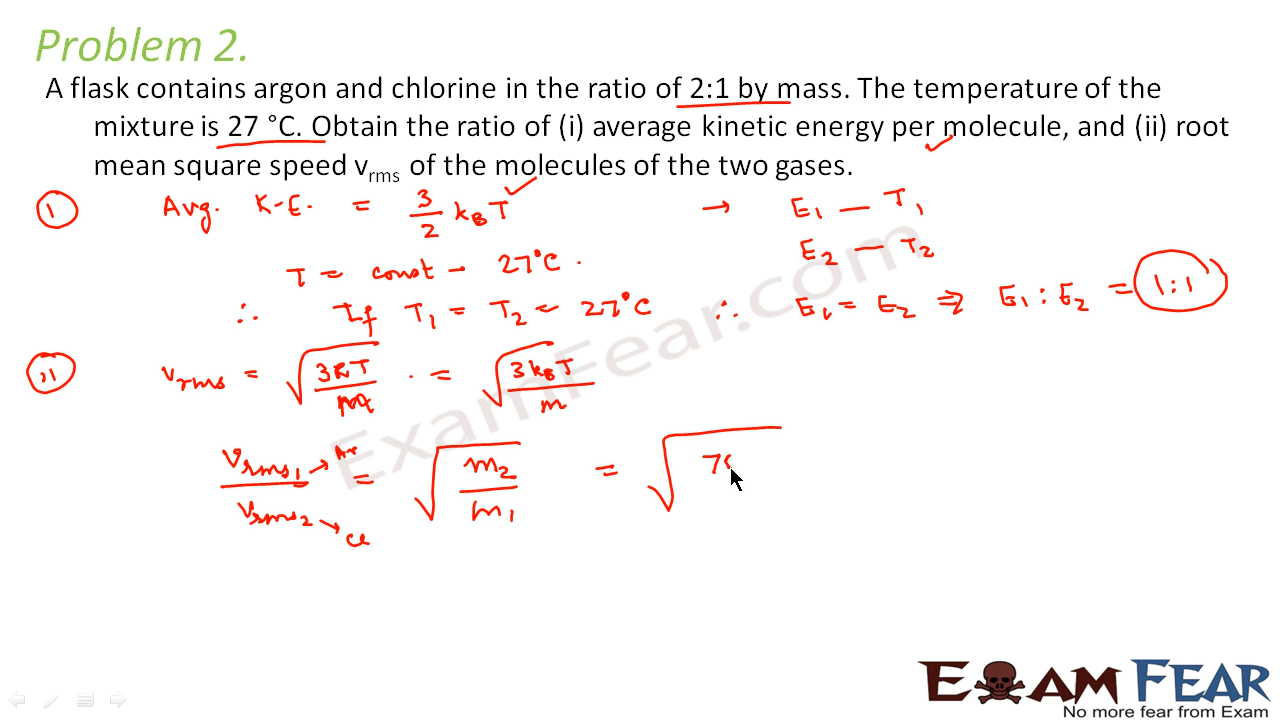 Problem 2.
A flask contains argon and chlorine in the ratio of 2:1 by mass. The temperature of the
mixture is 27 °C. Obtain the ratio of (i) average kinetic energy per molecule, and (ii) root
mean square speed vrms of the molecules of the two gases.
(i) Avg. K.E. = 3/2 kB T → E1 — T1
E2 — T2
T = const — 27°C.
∴ If T1 = T2 = 27°C ∴ E1 = E2 ⇒ E1 : E2 = 1:1
(ii) vrms = √(3RT/M) = √(3kBT/m)
vrms1 → Ar / vrms2 → Cl = √(m2/m1) = √ 7
ExamFear.com
EXAM FEAR
No more fear from Exam